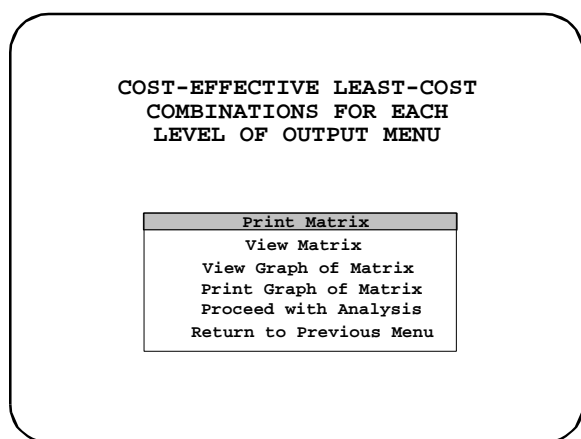 COST-EFFECTIVE LEAST-COST
COMBINATIONS FOR EACH
LEVEL OF OUTPUT MENU
Print Matrix
View Matrix
View Graph of Matrix
Print Graph of Matrix
Proceed with Analysis
Return to Previous Menu